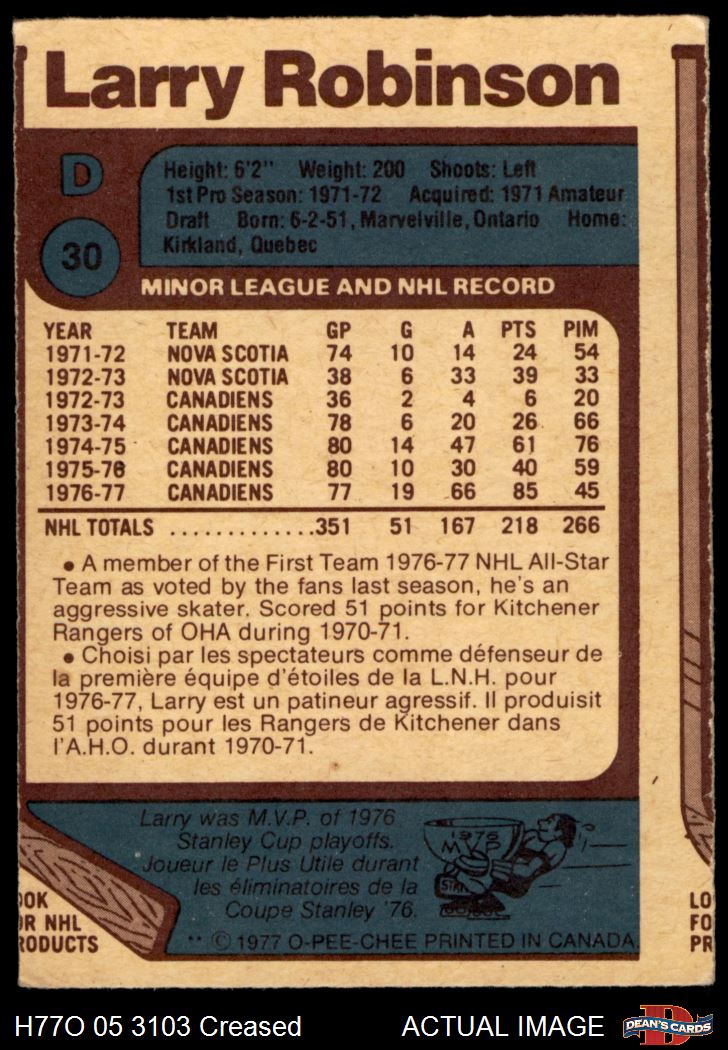 Larry Robinson
D
Height: 6'2" Weight: 200 Shoots: Left
1st Pro Season: 1971-72 Acquired: 1971 Amateur
Draft Born: 6-2-51, Marvelville, Ontario Home:
Kirkland, Quebec
30
MINOR LEAGUE AND NHL RECORD
YEAR TEAM GP G A PTS PIM
1971-72 NOVA SCOTIA 74 10 14 24 54
1972-73 NOVA SCOTIA 38 6 33 39 33
1972-73 CANADIENS 36 2 4 6 20
1973-74 CANADIENS 78 6 20 26 66
1974-75 CANADIENS 80 14 47 61 76
1975-76 CANADIENS 80 10 30 40 59
1976-77 CANADIENS 77 19 66 85 45
NHL TOTALS .............351 51 167 218 266
• A member of the First Team 1976-77 NHL All-Star
Team as voted by the fans last season, he's an
aggressive skater. Scored 51 points for Kitchener
Rangers of OHA during 1970-71.
• Choisi par les spectateurs comme défenseur de
la première équipe d'étoiles de la L.N.H. pour
1976-77, Larry est un patineur agressif. Il produisit
51 points pour les Rangers de Kitchener dans
l'A.H.O. durant 1970-71.
Larry was M.V.P. of 1976
Stanley Cup playoffs.
Joueur le Plus Utile durant
les éliminatoires de la
Coupe Stanley '76.
1976
MVP
STAN
OOK
OR NHL
RODUCTS
** © 1977 O-PEE-CHEE PRINTED IN CANADA
LO
FO
PR
H77O 05 3103 Creased ACTUAL IMAGE
DEAN'S CARDS